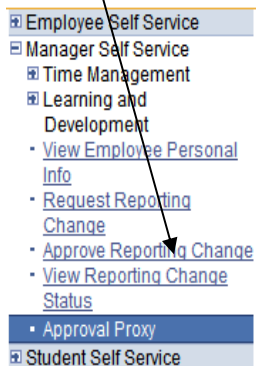 Employee Self Service
Manager Self Service
Time Management
Learning and
Development
View Employee Personal
Info
Request Reporting
Change
Approve Reporting Change
View Reporting Change
Status
Approval Proxy
Student Self Service